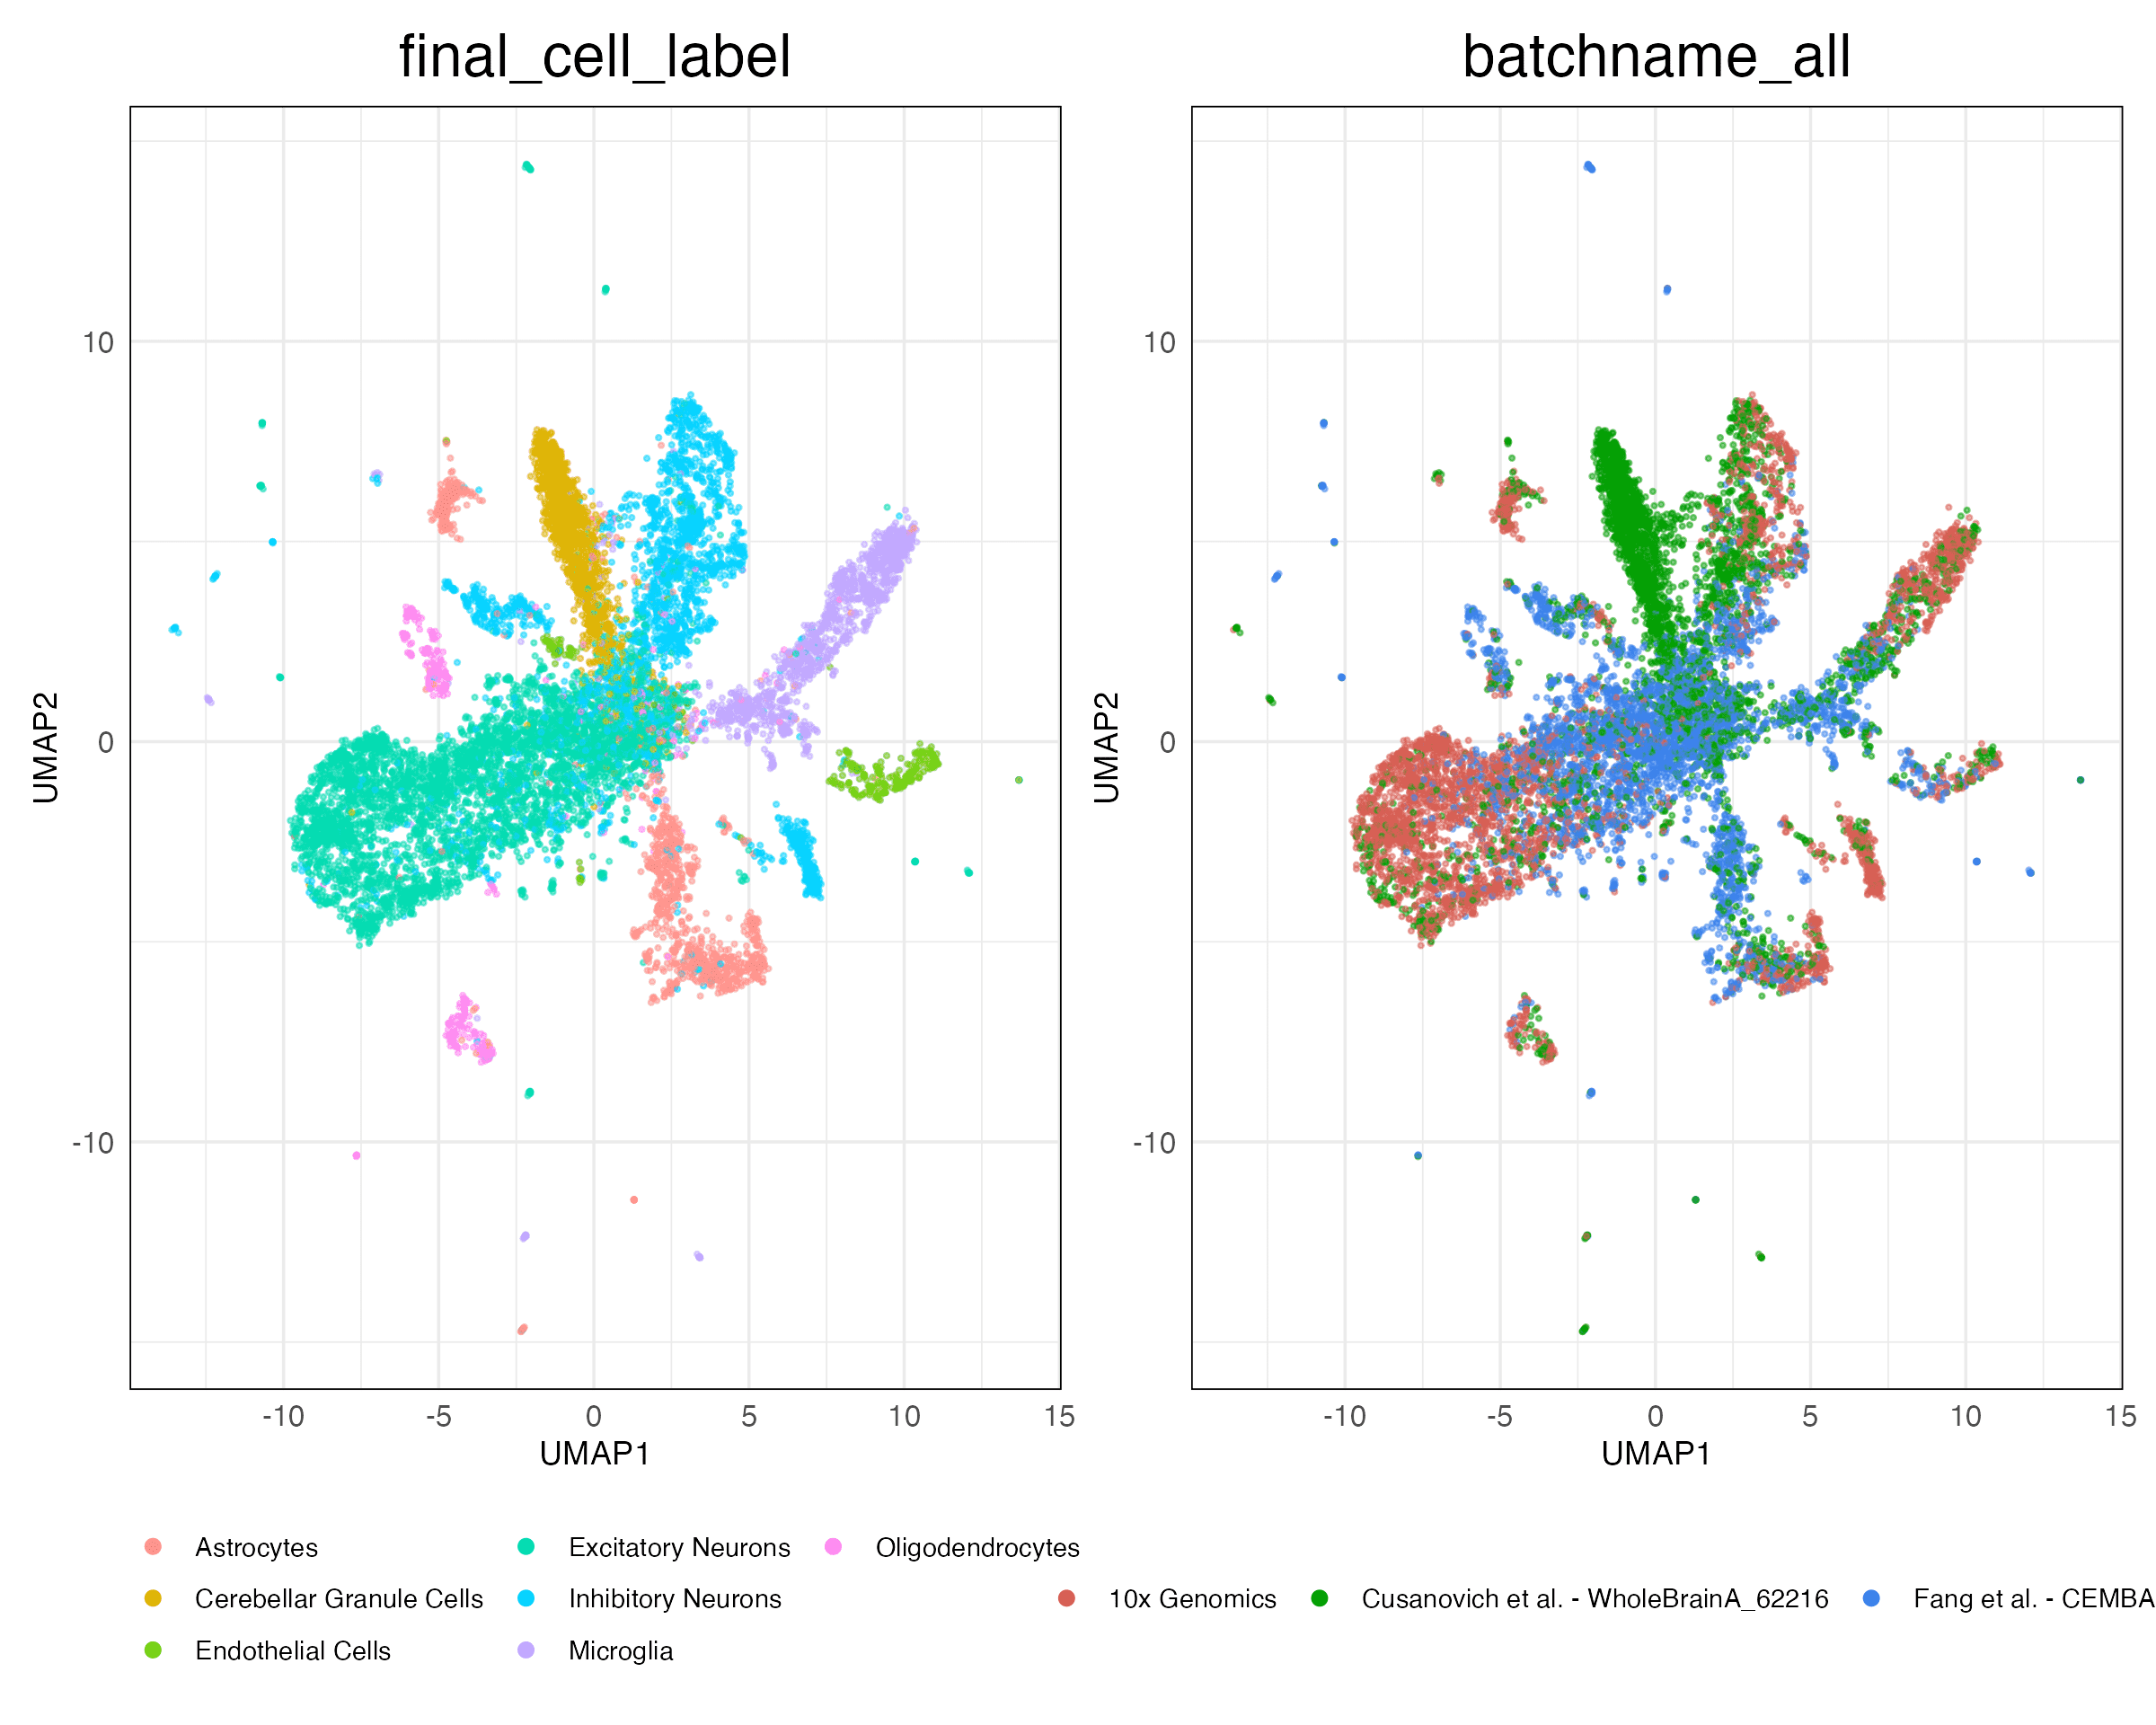 final_cell_label
batchname_all
UMAP2
10
0
-10
-10
-5
0
5
10
15
UMAP1
UMAP2
10
0
-10
-10
-5
0
5
10
15
UMAP1
Astrocytes
Excitatory Neurons
Oligodendrocytes
Cerebellar Granule Cells
Inhibitory Neurons
Endothelial Cells
Microglia
10x Genomics
Cusanovich et al. - WholeBrainA_62216
Fang et al. - CEMBA